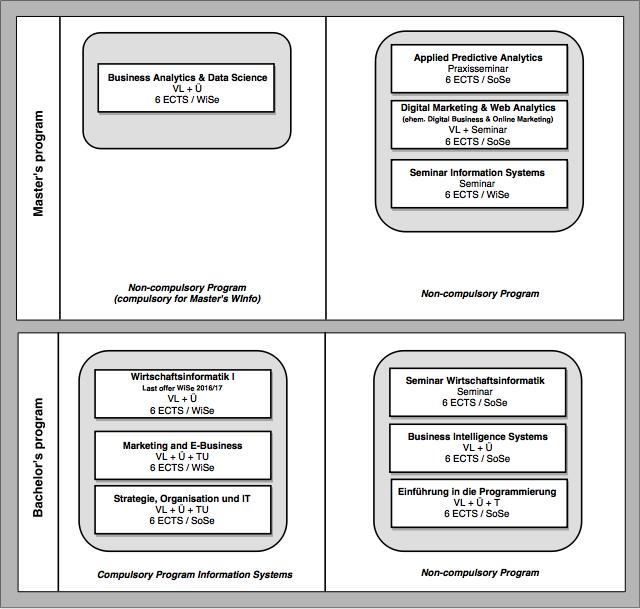 Master's program
Business Analytics & Data Science
VL + Ü
6 ECTS / WiSe
Non-compulsory Program
(compulsory for Master's WInfo)
Applied Predictive Analytics
Praxisseminar
6 ECTS / SoSe
Digital Marketing & Web Analytics
(ehem. Digital Business & Online Marketing)
VL + Seminar
6 ECTS / SoSe
Seminar Information Systems
Seminar
6 ECTS / WiSe
Non-compulsory Program
Bachelor's program
Wirtschaftsinformatik I
Last offer WiSe 2016/17
VL + Ü
6 ECTS / WiSe
Marketing and E-Business
VL + Ü + TU
6 ECTS / WiSe
Strategie, Organisation und IT
VL + Ü + TU
6 ECTS / SoSe
Compulsory Program Information Systems
Seminar Wirtschaftsinformatik
Seminar
6 ECTS / SoSe
Business Intelligence Systems
VL + Ü
6 ECTS / SoSe
Einführung in die Programmierung
VL + Ü + T
6 ECTS / SoSe
Non-compulsory Program